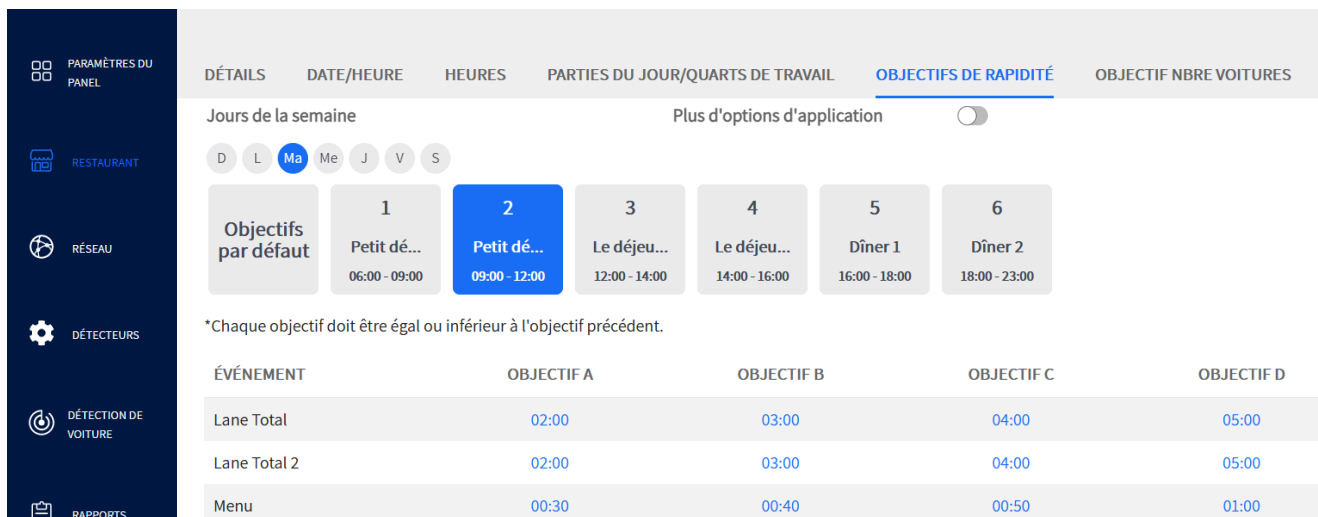 PARAMÈTRES DU
PANEL
RESTAURANT
RÉSEAU
DÉTECTEURS
DÉTECTION DE
VOITURE
RAPPORTS
DÉTAILS DATE/HEURE HEURES PARTIES DU JOUR/QUARTS DE TRAVAIL OBJECTIFS DE RAPIDITÉ OBJECTIF NBRE VOITURES
Jours de la semaine Plus d'options d'application
D L Ma Me J V S
Objectifs
par défaut
1
Petit dé...
06:00 - 09:00
2
Petit dé...
09:00 - 12:00
3
Le déjeu...
12:00 - 14:00
4
Le déjeu...
14:00 - 16:00
5
Dîner 1
16:00 - 18:00
6
Dîner 2
18:00 - 23:00
*Chaque objectif doit être égal ou inférieur à l'objectif précédent.
ÉVÉNEMENT OBJECTIF A OBJECTIF B OBJECTIF C OBJECTIF D
Lane Total 02:00 03:00 04:00 05:00
Lane Total 2 02:00 03:00 04:00 05:00
Menu 00:30 00:40 00:50 01:00